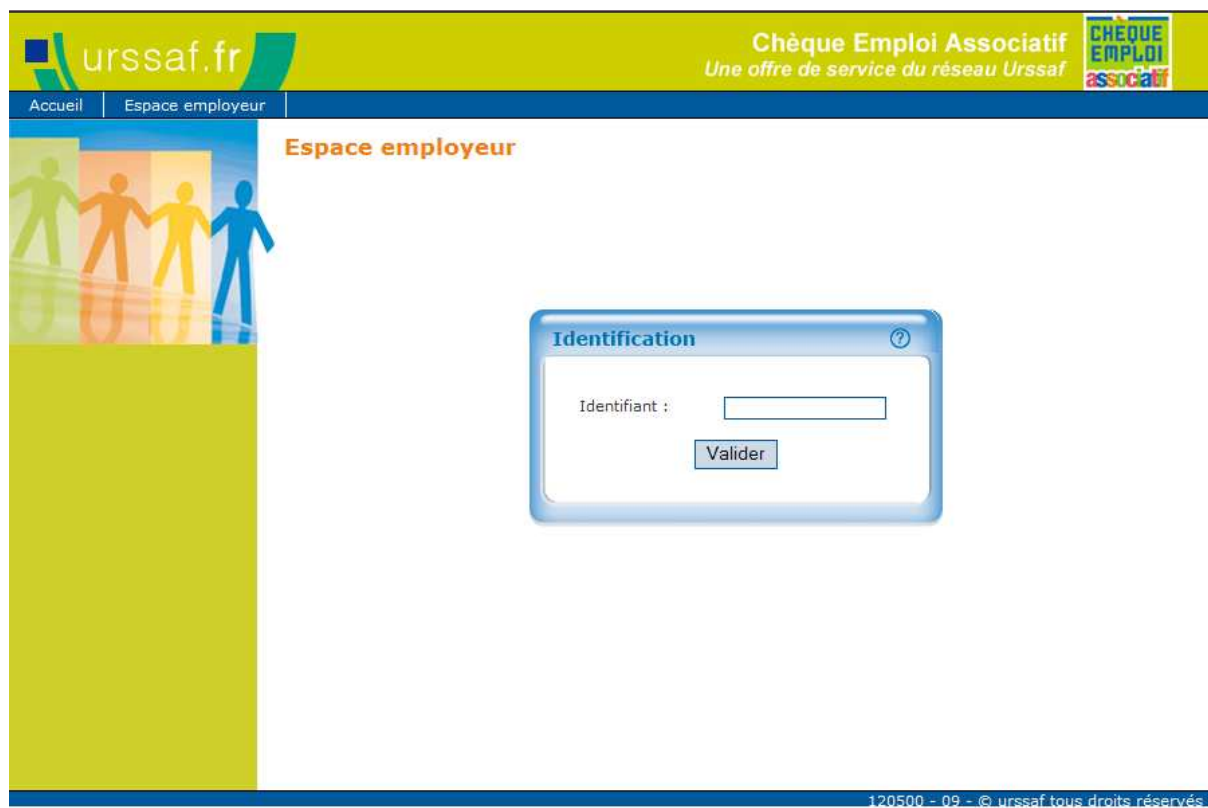 urssaf.fr
Chèque Emploi Associatif
Une offre de service du réseau Urssaf
CHÈQUE
EMPLOI
associatif
Accueil
Espace employeur
Espace employeur
Identification
?
Identifiant :
Valider
120500 - 09 - © urssaf tous droits réservés